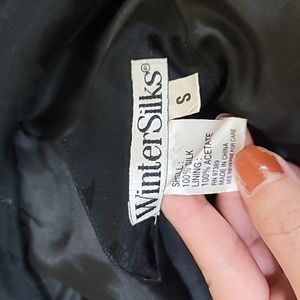 WinterSilks®
S
SHELL:
100% SILK
LINING:
100% ACETATE
RN 97389
MADE IN CHINA
SEE REVERSE FOR CARE